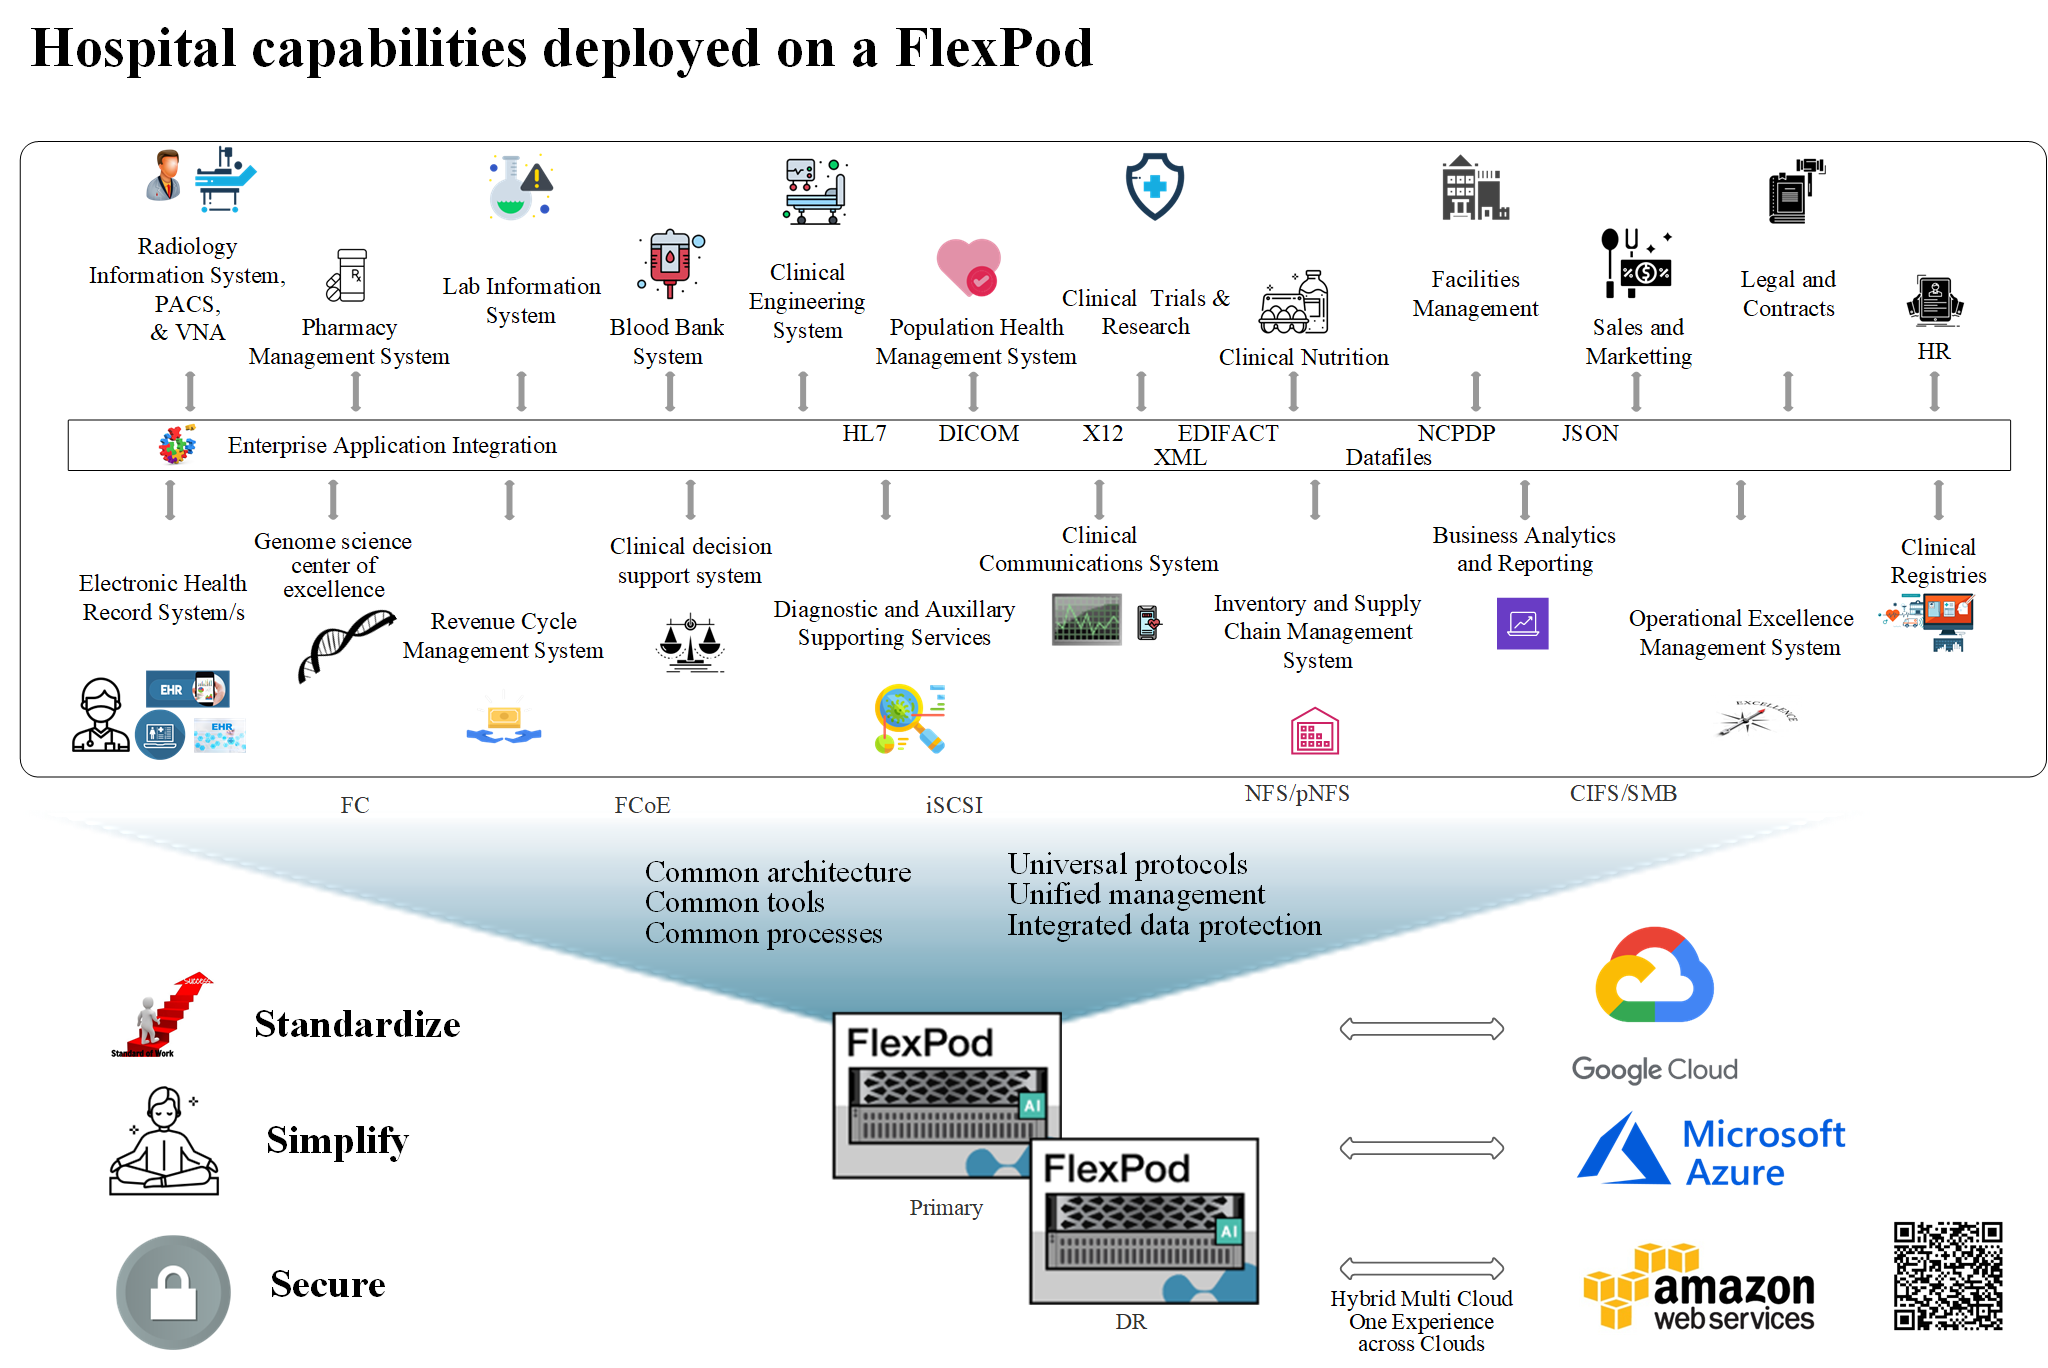 Hospital capabilities deployed on a FlexPod
Radiology
Information System,
PACS,
& VNA
Pharmacy
Management System
Lab Information
System
Blood Bank
System
Clinical
Engineering
System
Population Health
Management System
Clinical Trials &
Research
Clinical Nutrition
Facilities
Management
Sales and
Marketting
Legal and
Contracts
HR
Enterprise Application Integration
HL7
DICOM
X12
EDIFACT
NCPDP
JSON
XML
Datafiles
Electronic Health
Record System/s
EHR
EHR
Genome science
center of
excellence
Revenue Cycle
Management System
Clinical decision
support system
Diagnostic and Auxillary
Supporting Services
Clinical
Communications System
Inventory and Supply
Chain Management
System
Business Analytics
and Reporting
Operational Excellence
Management System
EXCELLENCE
Clinical
Registries
FC
FCoE
iSCSI
NFS/pNFS
CIFS/SMB
Common architecture
Common tools
Common processes
Universal protocols
Unified management
Integrated data protection
Success
Standard of Work
Standardize
Simplify
Secure
FlexPod
AI
Primary
FlexPod
AI
DR
Google Cloud
Microsoft
Azure
amazon
web services
Hybrid Multi Cloud
One Experience
across Clouds